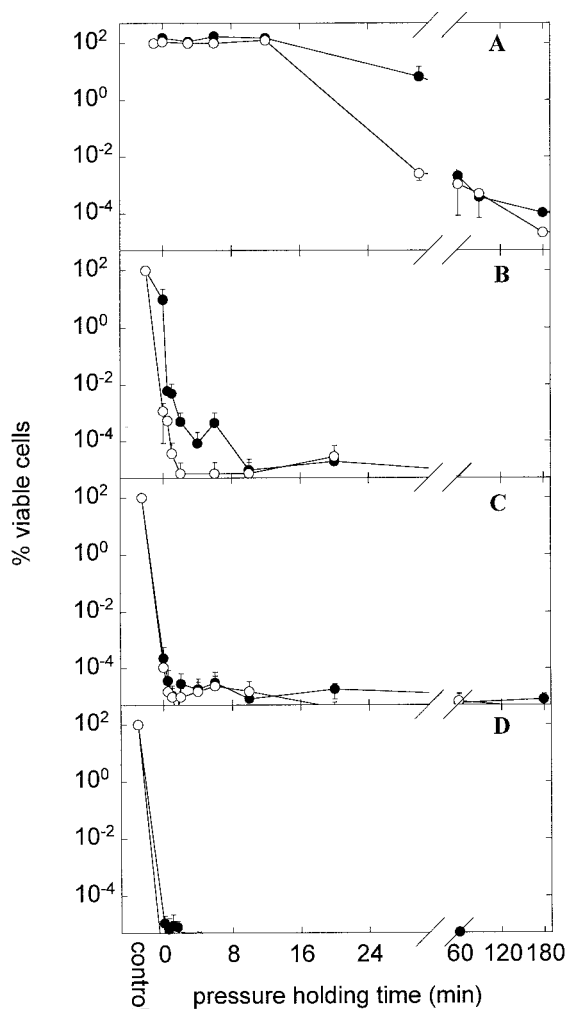 10² A
10⁰
10⁻²
10⁻⁴
10² B
10⁰
10⁻²
10⁻⁴
10² C
10⁰
10⁻²
10⁻⁴
10² D
10⁰
10⁻²
10⁻⁴
% viable cells
contro 0 8 16 24 60 120 180
pressure holding time (min)